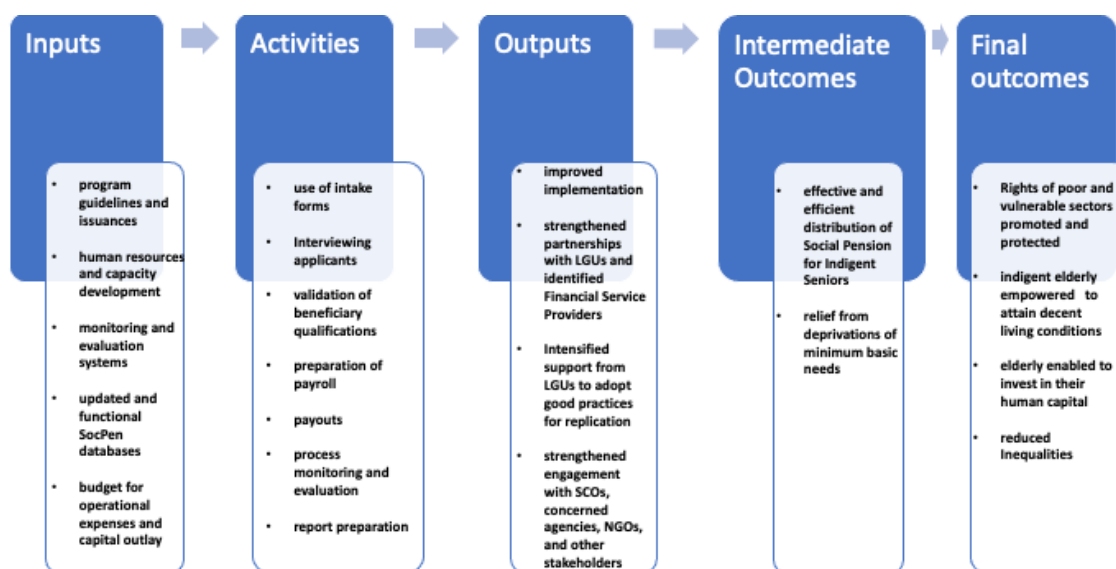 Inputs
program
guidelines and
issuances
human resources
and capacity
development
monitoring and
evaluation
systems
updated and
functional
SocPen
databases
budget for
operational
expenses and
capital outlay
Activities
use of intake
forms
Interviewing
applicants
validation of
beneficiary
qualifications
preparation of
payroll
payouts
process
monitoring and
evaluation
report preparation
Outputs
improved
implementation
strengthened
partnerships
with LGUs and
identified
Financial Service
Providers
Intensified
support from
LGUs to adopt
good practices
for replication
strengthened
engagement
with SCOs,
concerned
agencies, NGOs,
and other
stakeholders
Intermediate
Outcomes
effective and
efficient
distribution of
Social Pension
for Indigent
Seniors
relief from
deprivations of
minimum basic
needs
Final
outcomes
Rights of poor and
vulnerable sectors
promoted and
protected
indigent elderly
empowered to
attain decent
living conditions
elderly enabled to
invest in their
human capital
reduced
Inequalities